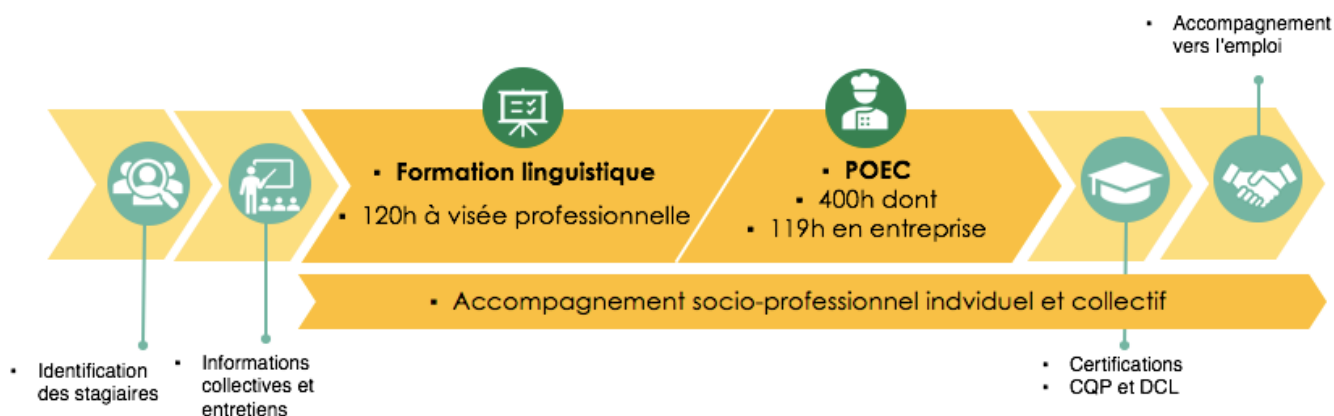 ▪ Accompagnement
vers l'emploi
▪ Formation linguistique
▪ 120h à visée professionnelle
▪ POEC
▪ 400h dont
▪ 119h en entreprise
▪ Accompagnement socio-professionnel indviduel et collectif
▪ Identification
des stagiaires
▪ Informations
collectives et
entretiens
▪ Certifications
▪ CQP et DCL